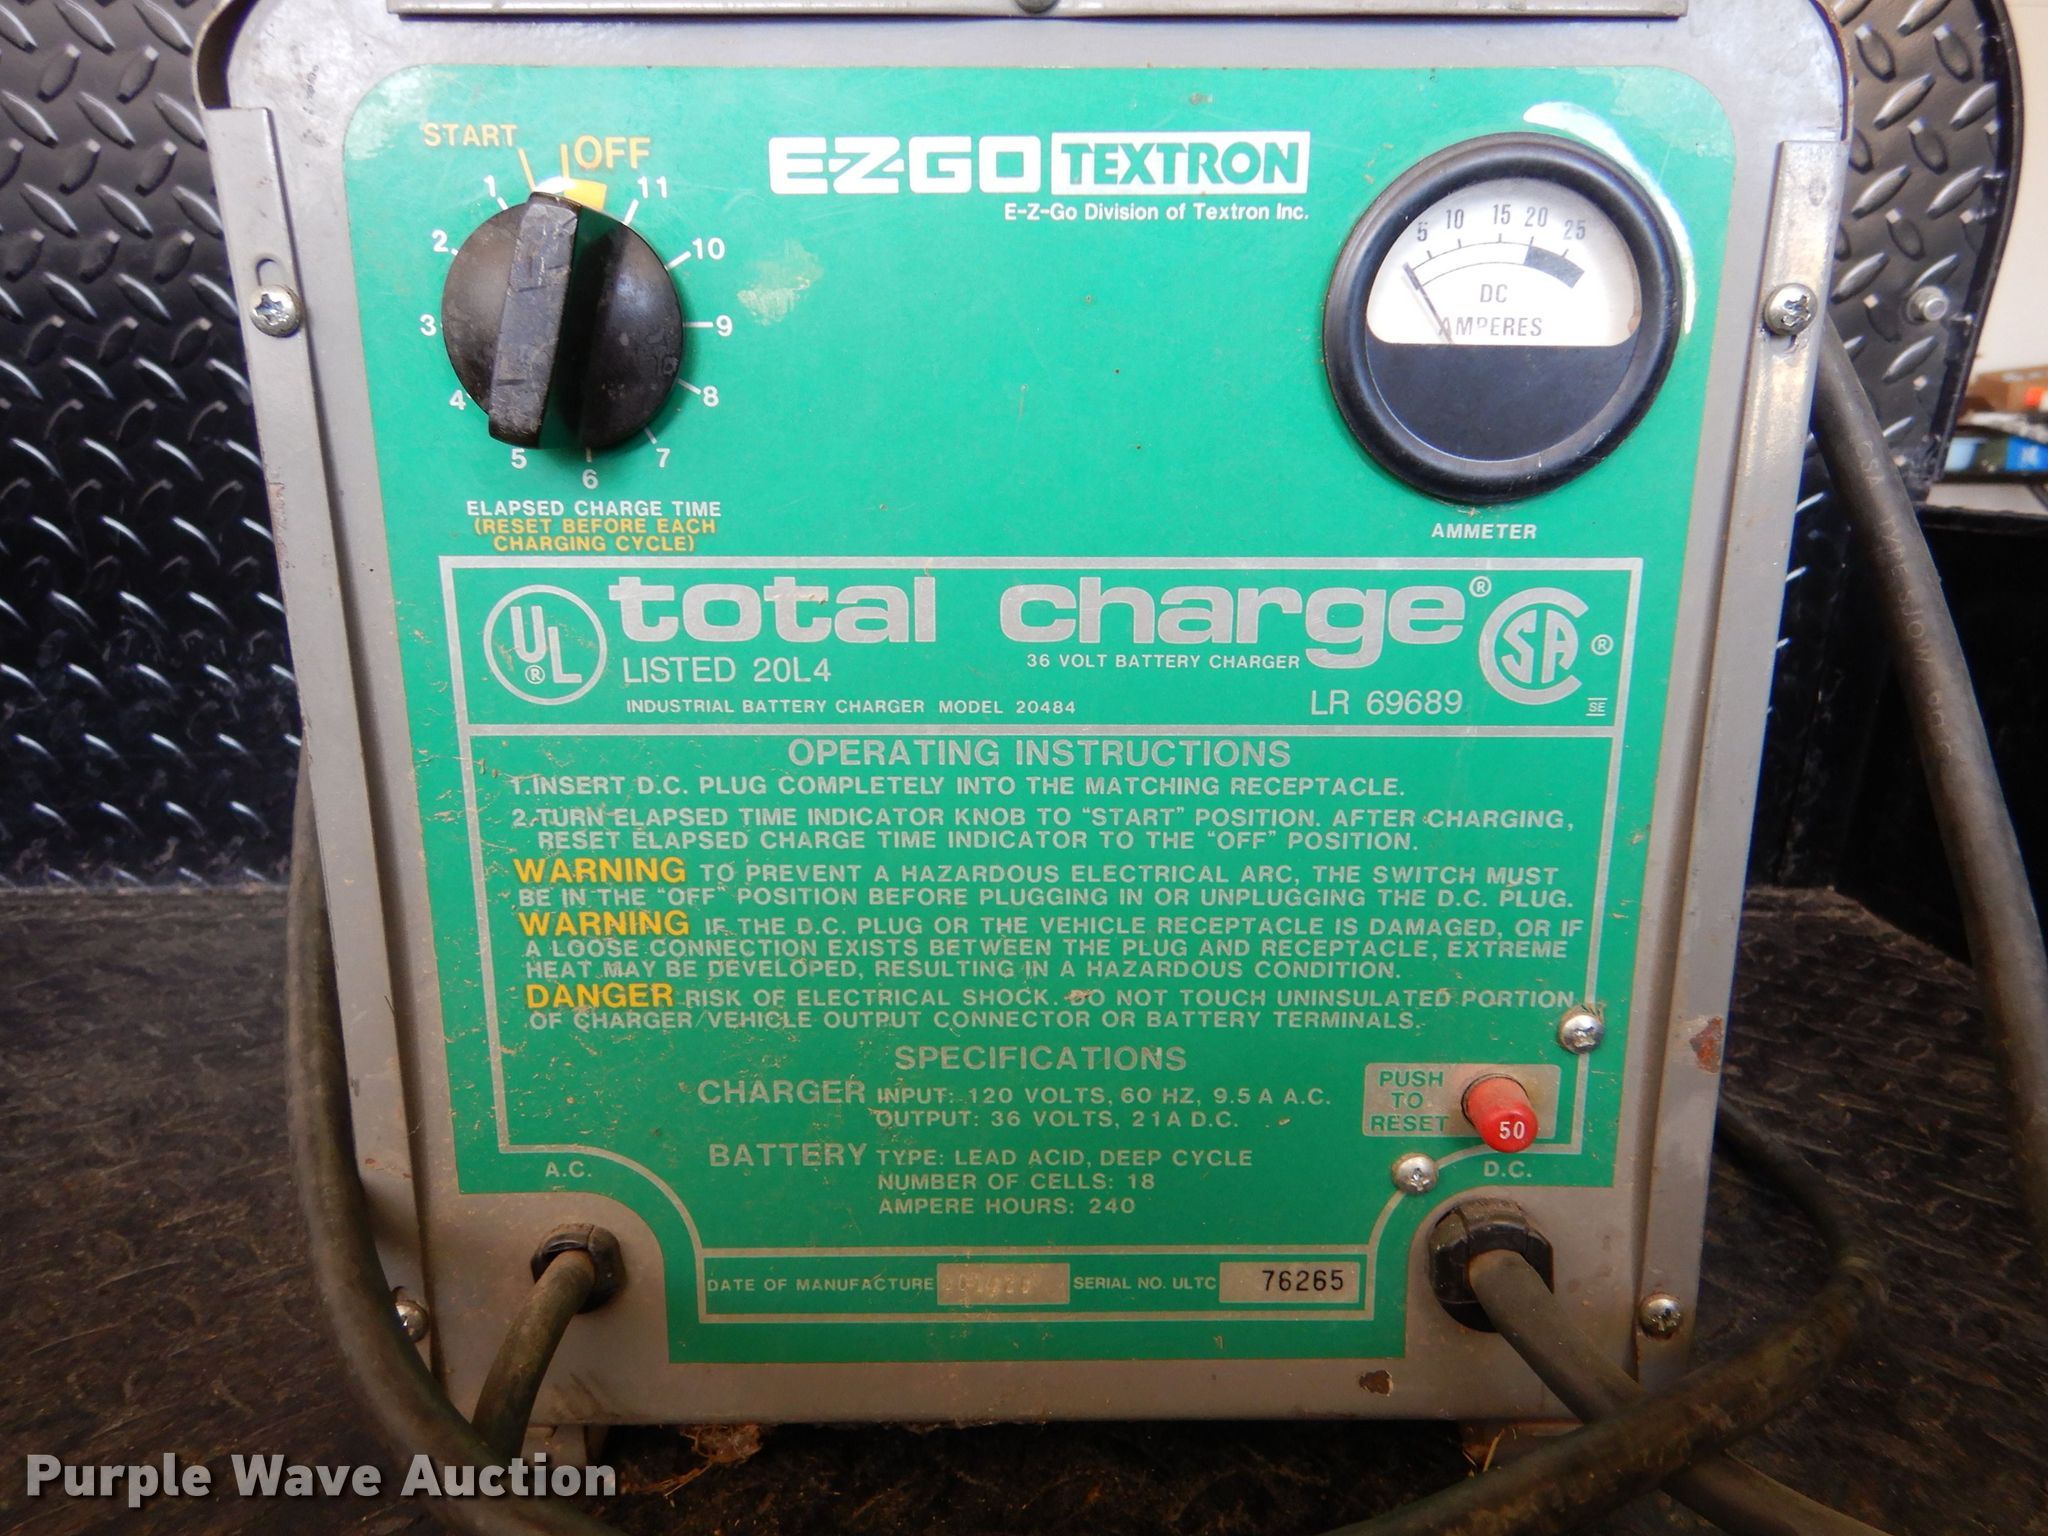 START
OFF
1
2
3
4
5
6
7
8
9
10
11
ELAPSED CHARGE TIME
(RESET BEFORE EACH
CHARGING CYCLE)
E-Z-GO TEXTRON
E-Z-Go Division of Textron Inc.
5 10 15 20 25
DC
AMPERES
AMMETER
UL
®
total charge®
LISTED 20L4
36 VOLT BATTERY CHARGER
INDUSTRIAL BATTERY CHARGER MODEL 20484
LR 69689
CSA
®
SE
OPERATING INSTRUCTIONS
1. INSERT D.C. PLUG COMPLETELY INTO THE MATCHING RECEPTACLE.
2. TURN ELAPSED TIME INDICATOR KNOB TO "START" POSITION. AFTER CHARGING,
RESET ELAPSED CHARGE TIME INDICATOR TO THE "OFF" POSITION.
WARNING TO PREVENT A HAZARDOUS ELECTRICAL ARC, THE SWITCH MUST
BE IN THE "OFF" POSITION BEFORE PLUGGING IN OR UNPLUGGING THE D.C. PLUG.
WARNING IF THE D.C. PLUG OR THE VEHICLE RECEPTACLE IS DAMAGED, OR IF
A LOOSE CONNECTION EXISTS BETWEEN THE PLUG AND RECEPTACLE, EXTREME
HEAT MAY BE DEVELOPED, RESULTING IN A HAZARDOUS CONDITION.
DANGER RISK OF ELECTRICAL SHOCK. DO NOT TOUCH UNINSULATED PORTION
OF CHARGER VEHICLE OUTPUT CONNECTOR OR BATTERY TERMINALS.
SPECIFICATIONS
CHARGER INPUT: 120 VOLTS, 60 HZ, 9.5 A A.C.
OUTPUT: 36 VOLTS, 21A D.C.
BATTERY TYPE: LEAD ACID, DEEP CYCLE
NUMBER OF CELLS: 18
AMPERE HOURS: 240
PUSH
TO
RESET
50
A.C.
D.C.
DATE OF MANUFACTURE
SERIAL NO. ULTC 76265
CSA TYPE
Purple Wave Auction